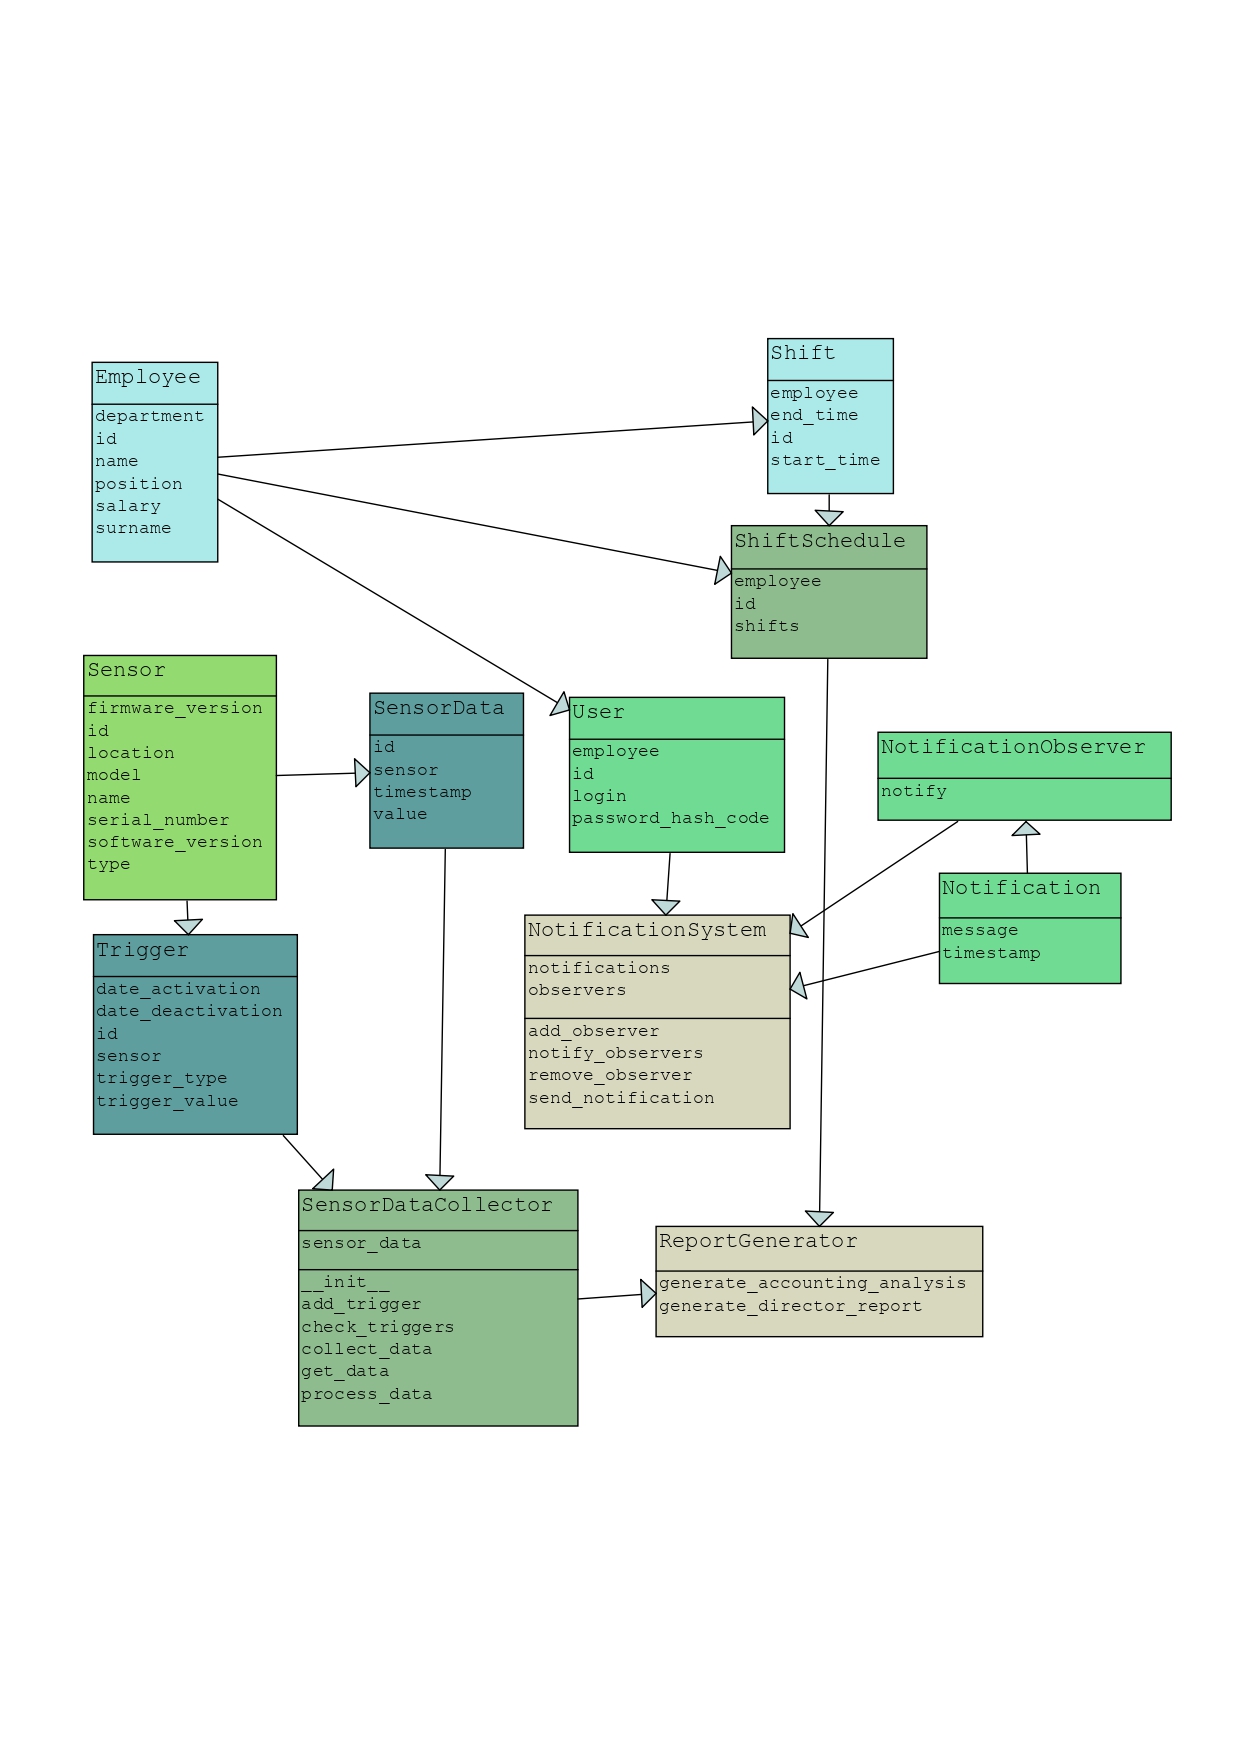 Employee
department
id
name
position
salary
surname
Shift
employee
end_time
id
start_time
ShiftSchedule
employee
id
shifts
Sensor
firmware_version
id
location
model
name
serial_number
software_version
type
SensorData
id
sensor
timestamp
value
User
employee
id
login
password_hash_code
NotificationObserver
notify
Notification
message
timestamp
NotificationSystem
notifications
observers
add_observer
notify_observers
remove_observer
send_notification
Trigger
date_activation
date_deactivation
id
sensor
trigger_type
trigger_value
SensorDataCollector
sensor_data
__init__
add_trigger
check_triggers
collect_data
get_data
process_data
ReportGenerator
generate_accounting_analysis
generate_director_report